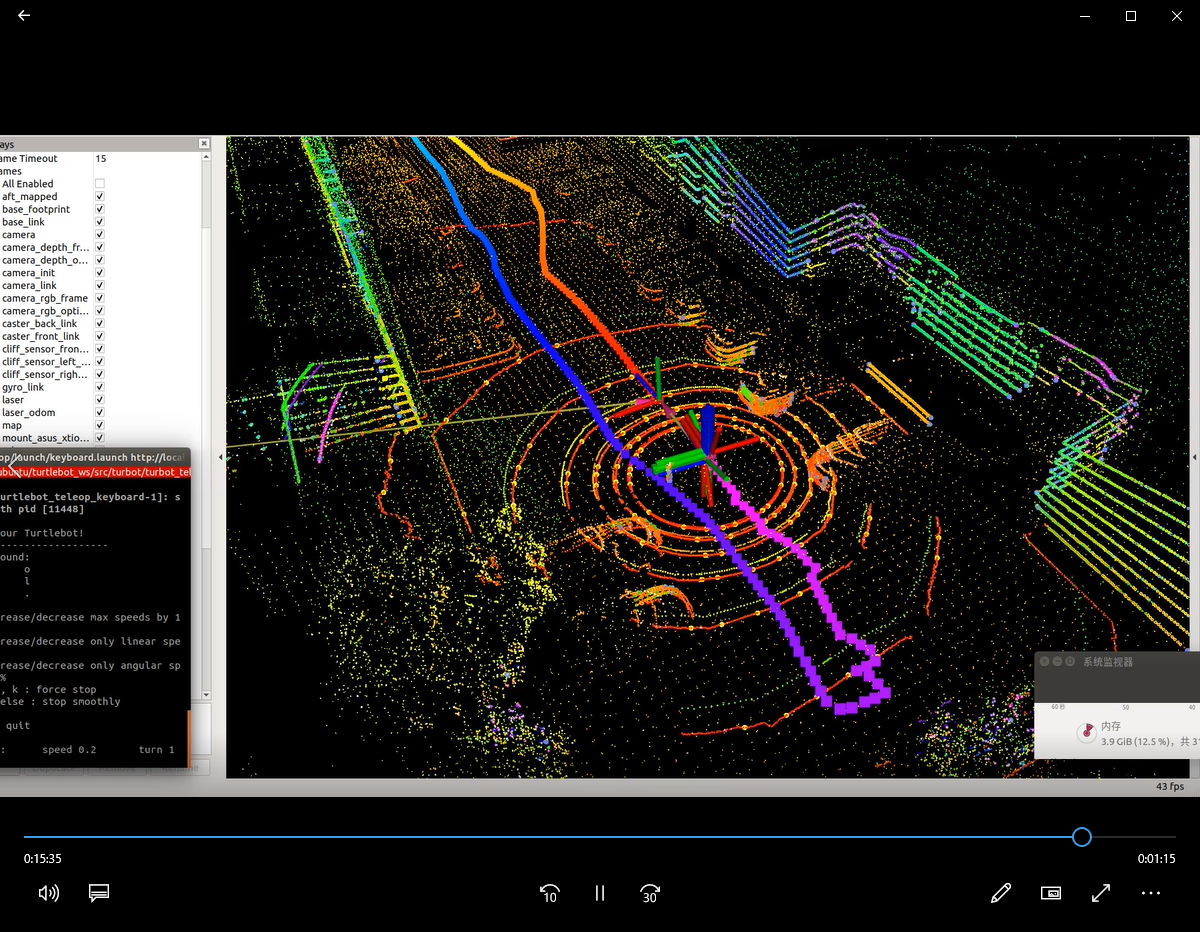 ays
ame Timeout 15
ames
All Enabled
aft_mapped
base_footprint
base_link
camera
camera_depth_fr...
camera_depth_o...
camera_init
camera_link
camera_rgb_frame
camera_rgb_opti...
caster_back_link
caster_front_link
cliff_sensor_fron...
cliff_sensor_left_...
cliff_sensor_righ...
gyro_link
laser
laser_odom
map
mount_asus_xtio...
op/launch/keyboard.launch http://loca
ubuntu/turtlebot_ws/src/turbot/turbot_tel
urtlebot_teleop_keyboard-1]: s
th pid [11448]
our Turtlebot!
---------------------
ound:
o
l
.
rease/decrease max speeds by 1
rease/decrease only linear spe
rease/decrease only angular sp
%
, k : force stop
else : stop smoothly
quit
: speed 0.2 turn 1
系统监视器
60 秒 50 40
内存
3.9 GiB (12.5 %)，共 31
43 fps
0:15:35
0:01:15
10
30